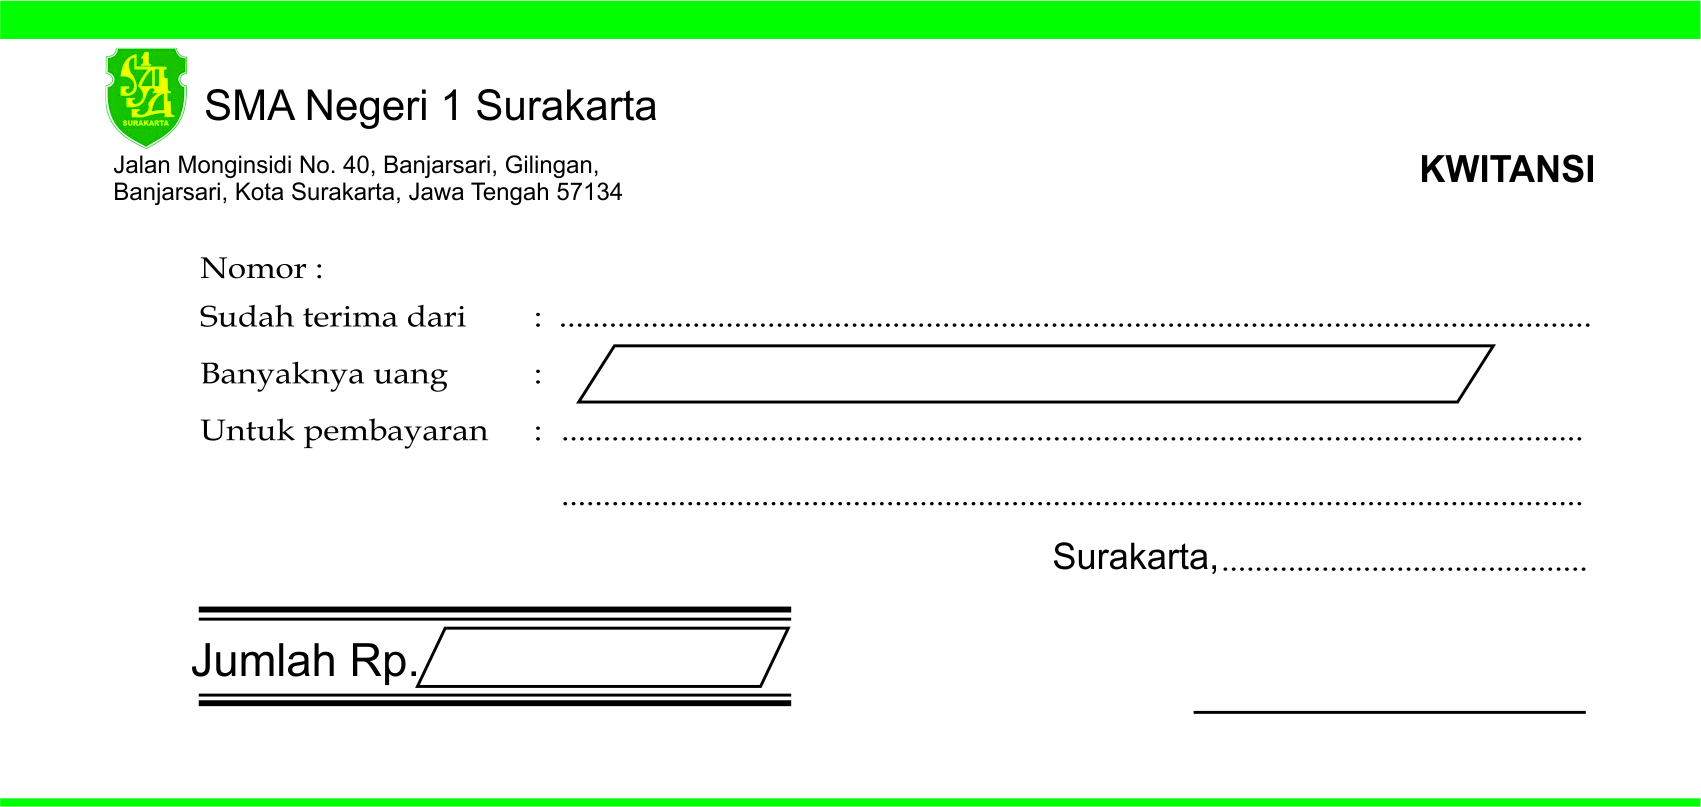 SURAKARTA
SMA Negeri 1 Surakarta
Jalan Monginsidi No. 40, Banjarsari, Gilingan,
Banjarsari, Kota Surakarta, Jawa Tengah 57134
KWITANSI
Nomor :
Sudah terima dari : ....................................................................................................
Banyaknya uang :
Untuk pembayaran : ....................................................................................................
....................................................................................................
Surakarta,...........................................
Jumlah Rp.